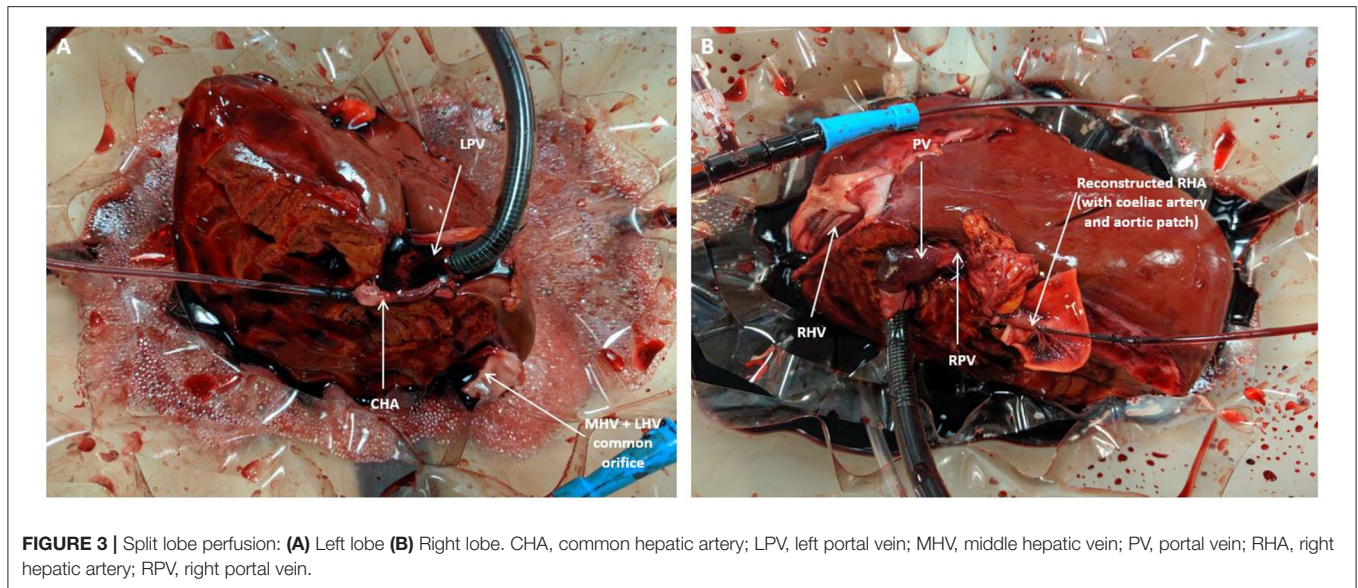 A
LPV
CHA
MHV + LHV
common
orifice
B
PV
Reconstructed RHA
(with coeliac artery
and aortic patch)
RHV
RPV
FIGURE 3 | Split lobe perfusion: (A) Left lobe (B) Right lobe. CHA, common hepatic artery; LPV, left portal vein; MHV, middle hepatic vein; PV, portal vein; RHA, right
hepatic artery; RPV, right portal vein.